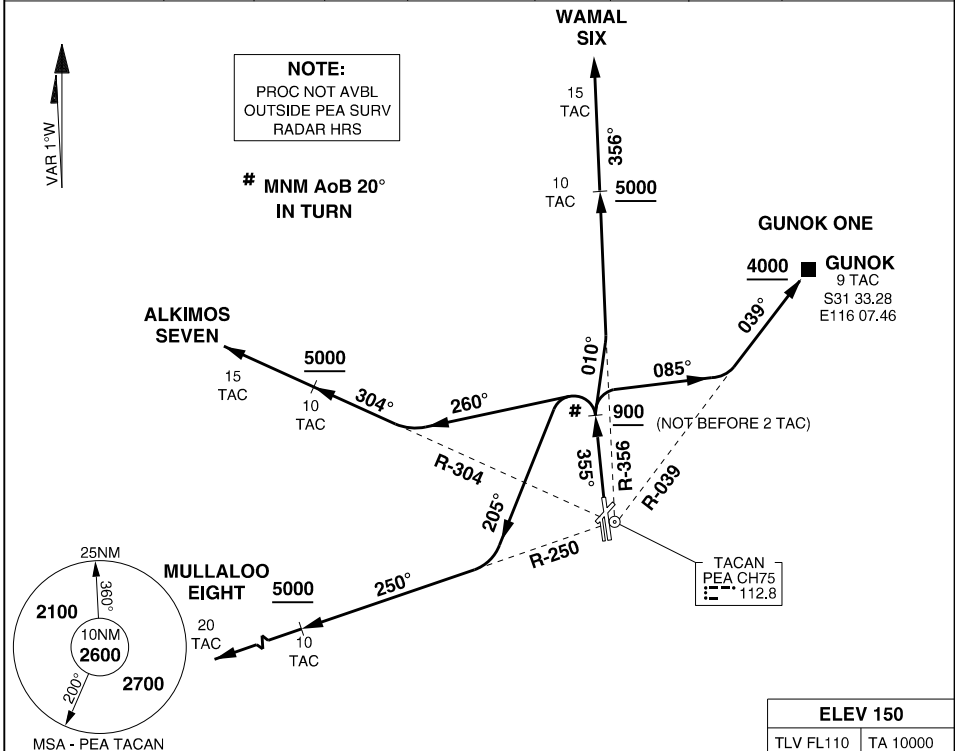 WAMAL
SIX
15
TAC
356°
10
TAC
5000
VAR 1°W
NOTE:
PROC NOT AVBL
OUTSIDE PEA SURV
RADAR HRS
# MNM AoB 20°
IN TURN
GUNOK ONE
4000
GUNOK
9 TAC
S31 33.28
E116 07.46
039°
ALKIMOS
SEVEN
15
TAC
5000
10
TAC
304°
260°
010°
085°
#
900
(NOT BEFORE 2 TAC)
355°
R-356
R-039
R-304
205°
R-250
TACAN
PEA CH75
112.8
MULLALOO
EIGHT
5000
250°
20
TAC
10
TAC
25NM
360°
2100
10NM
2600
2700
200°
MSA - PEA TACAN
ELEV 150
TLV FL110
TA 10000